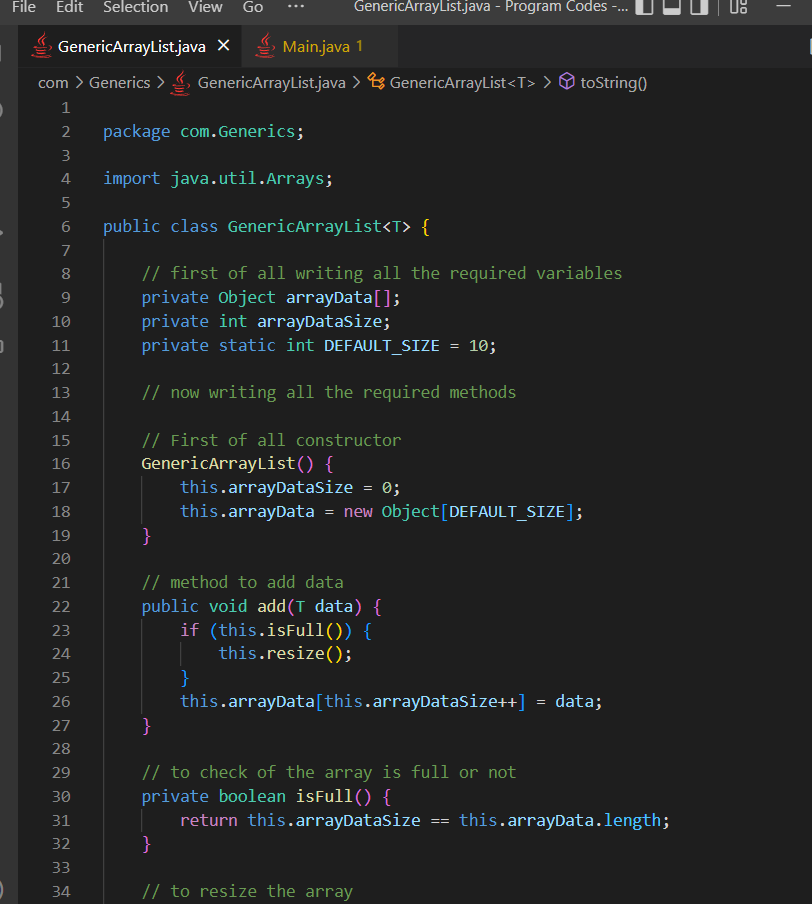 File Edit Selection View Go ··· GenericArrayList.java - Program Codes -...
GenericArrayList.java × Main.java 1
com > Generics > GenericArrayList.java > GenericArrayList<T> > toString()
1
2 package com.Generics;
3
4 import java.util.Arrays;
5
6 public class GenericArrayList<T> {
7
8 // first of all writing all the required variables
9 private Object arrayData[];
10 private int arrayDataSize;
11 private static int DEFAULT_SIZE = 10;
12
13 // now writing all the required methods
14
15 // First of all constructor
16 GenericArrayList() {
17 this.arrayDataSize = 0;
18 this.arrayData = new Object[DEFAULT_SIZE];
19 }
20
21 // method to add data
22 public void add(T data) {
23 if (this.isFull()) {
24 this.resize();
25 }
26 this.arrayData[this.arrayDataSize++] = data;
27 }
28
29 // to check of the array is full or not
30 private boolean isFull() {
31 return this.arrayDataSize == this.arrayData.length;
32 }
33
34 // to resize the array